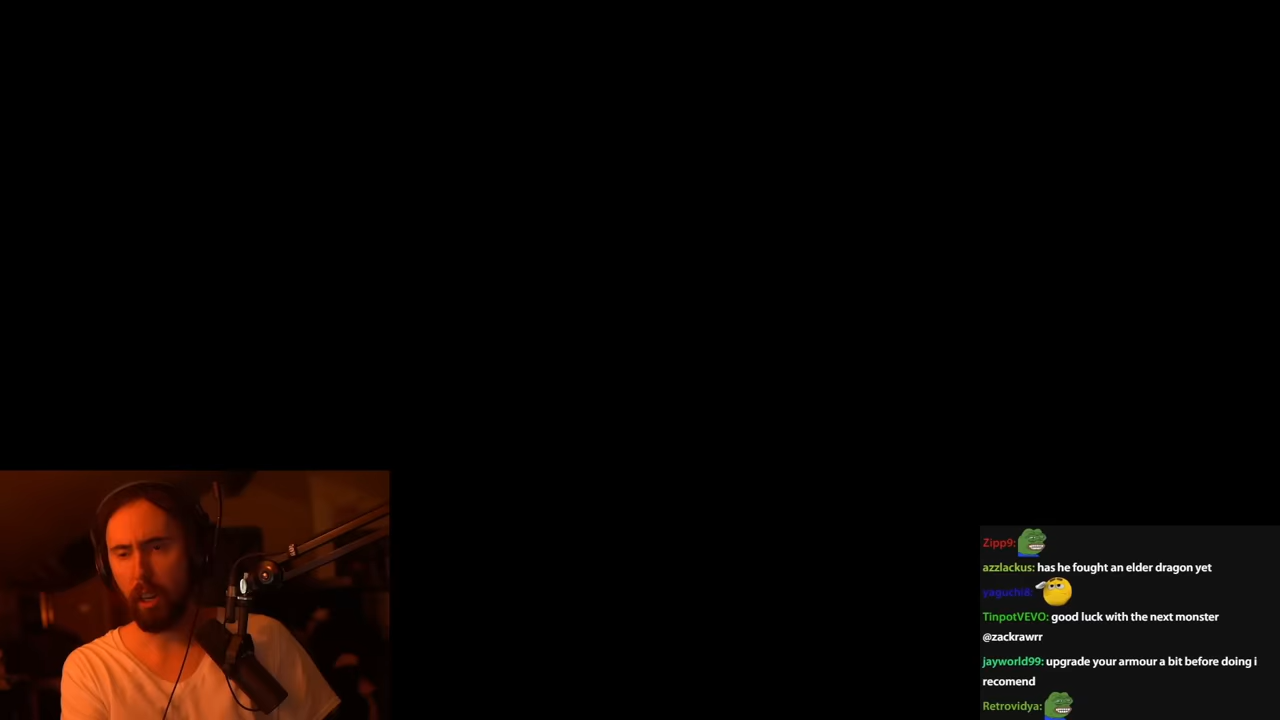 Zipp9:
azzlackus: has he fought an elder dragon yet
TinpotVEVO: good luck with the next monster
@zackrawrr
jayworld99: upgrade your armour a bit before doing i
recomend
Retrovidya: